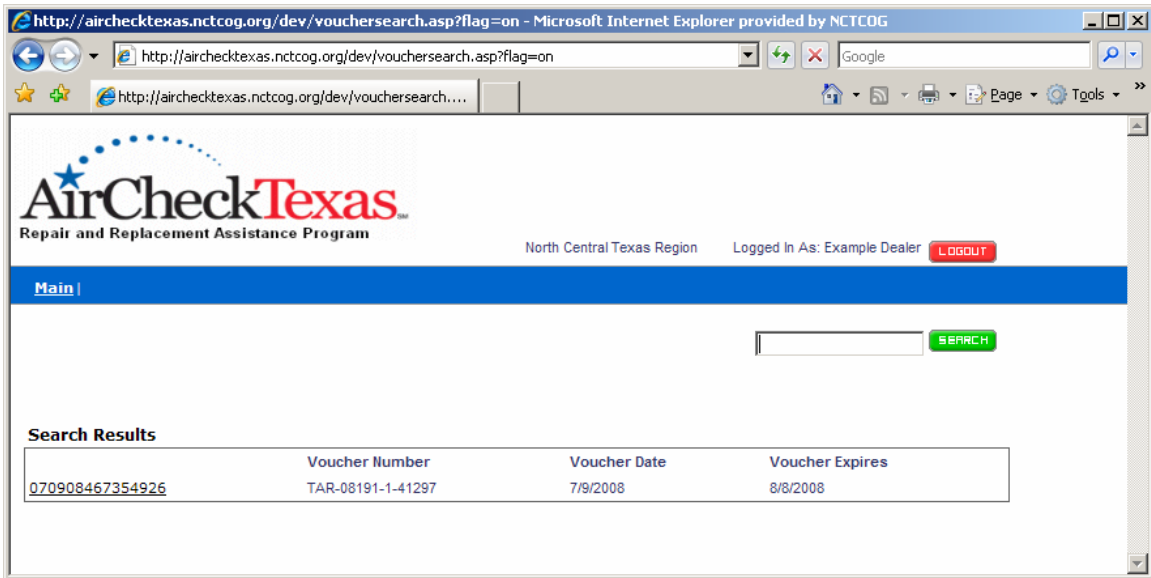 http://airchecktexas.nctcog.org/dev/vouchersearch.asp?flag=on - Microsoft Internet Explorer provided by NCTCOG
http://airchecktexas.nctcog.org/dev/vouchersearch.asp?flag=on
Google
http://airchecktexas.nctcog.org/dev/vouchersearch....
Page
Tools
»
AirCheckTexas
SM
Repair and Replacement Assistance Program
North Central Texas Region Logged In As: Example Dealer LOGOUT
Main |
SEARCH
Search Results
Voucher Number Voucher Date Voucher Expires
070908467354926 TAR-08191-1-41297 7/9/2008 8/8/2008